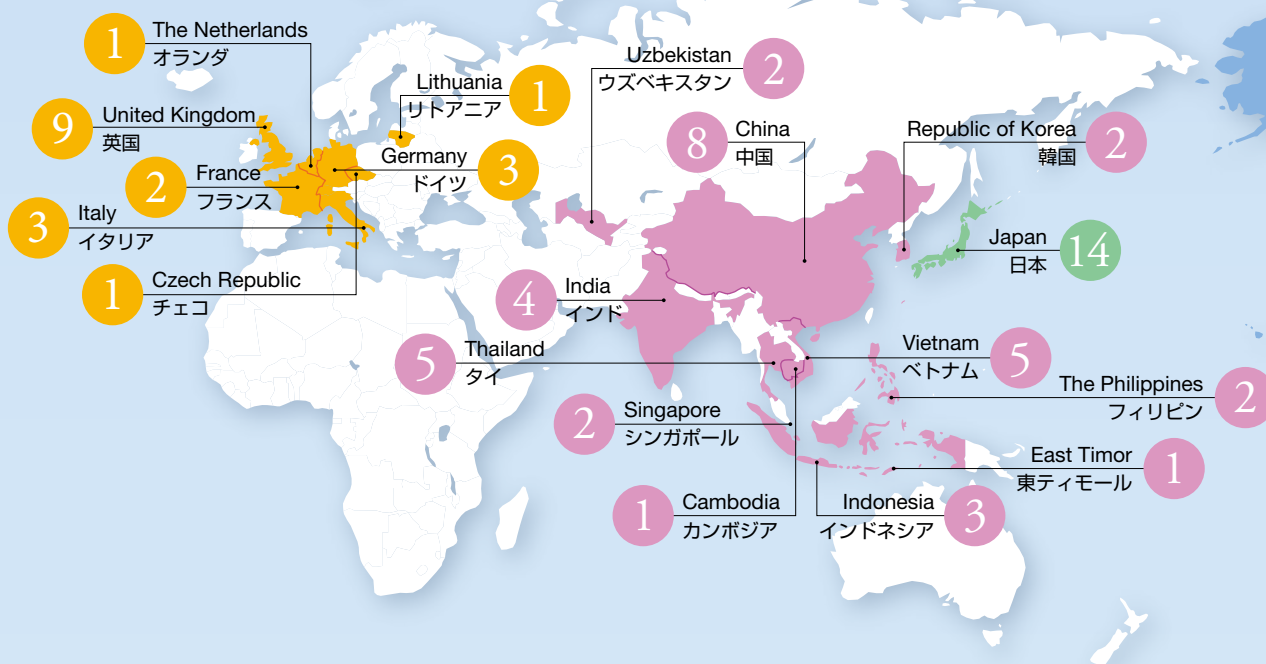 1
The Netherlands
オランダ
9
United Kingdom
英国
2
France
フランス
3
Italy
イタリア
1
Czech Republic
チェコ
Lithuania
リトアニア
1
Germany
ドイツ
3
Uzbekistan
ウズベキスタン
2
8
China
中国
Republic of Korea
韓国
2
Japan
日本
14
4
India
インド
5
Thailand
タイ
Vietnam
ベトナム
5
The Philippines
フィリピン
2
2
Singapore
シンガポール
East Timor
東ティモール
1
1
Cambodia
カンボジア
Indonesia
インドネシア
3